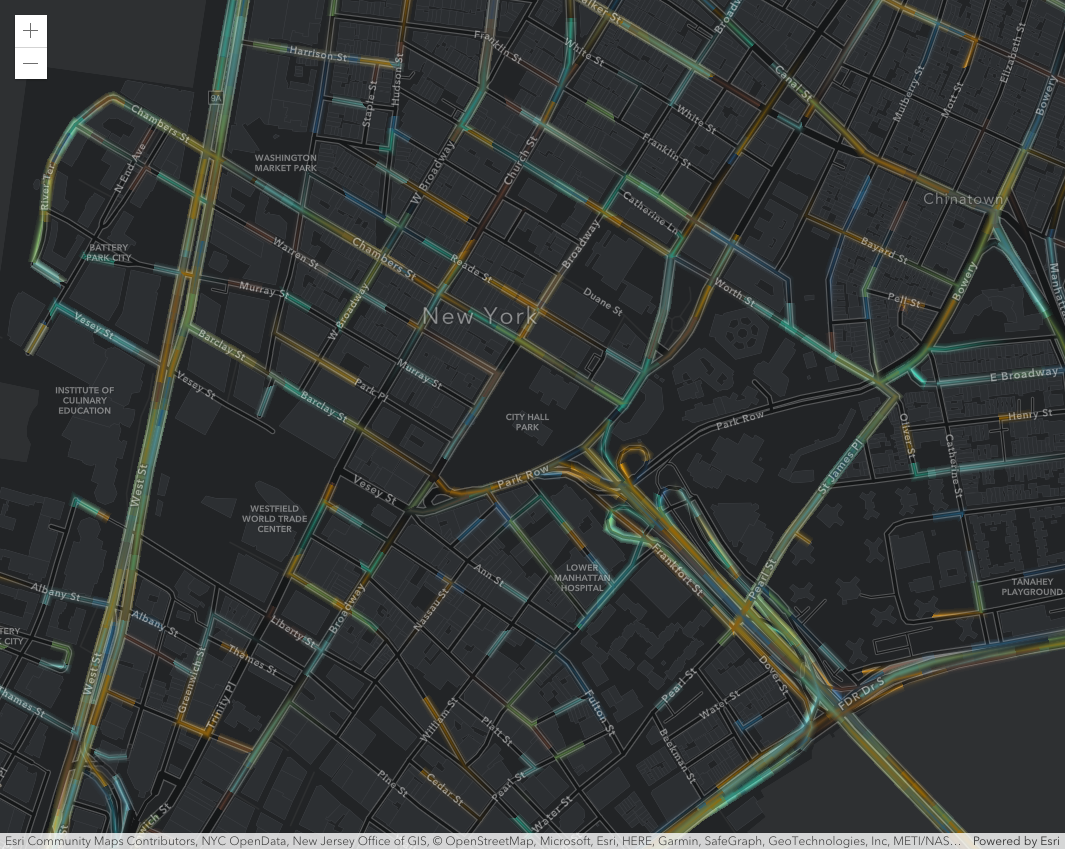 alker St
Broadv
Elizabeth St
Franklin St
White St
Harrison St
Hudson St
Canal St
Mulberry St
Mott St
Bowery
9A
Staple St
Chambers St
White St
Franklin St
N End Ave
River Ter
WASHINGTON
MARKET PARK
W Broadway
Church St
Catherine Ln
Chinatown
BATTERY
PARK CITY
Warren St
Chambers St
Reade St
Broadway
Bayard St
Bowery
Manhatta
Murray St
Duane St
Worth St
Pell St
W Broadway
New York
Vesey St
Barclay St
Murray St
E Broadway
Vesey St
Park Pl
INSTITUTE OF
CULINARY
EDUCATION
Barclay St
CITY HALL
PARK
Park Row
Oliver St
Henry St
Catherine St
St James Pl
West St
Vesey St
Park Row
WESTFIELD
WORLD TRADE
CENTER
Ann St
LOWER
MANHATTAN
HOSPITAL
Frankfort St
Pearl St
TANAHEY
PLAYGROUND
Albany St
Albany St
Nassau St
Broadway
TERY
CITY
Liberty St
Thames St
Greenwich St
Trinity Pl
West St
Thames St
Dover St
FDR Dr S
Pearl St
Water St
Fulton St
William St
Platt St
Beekman St
Pine St
Cedar St
Pearl St
Water St
wich St
Pl
St
Esri Community Maps Contributors, NYC OpenData, New Jersey Office of GIS, © OpenStreetMap, Microsoft, Esri, HERE, Garmin, SafeGraph, GeoTechnologies, Inc, METI/NAS…
Powered by Esri